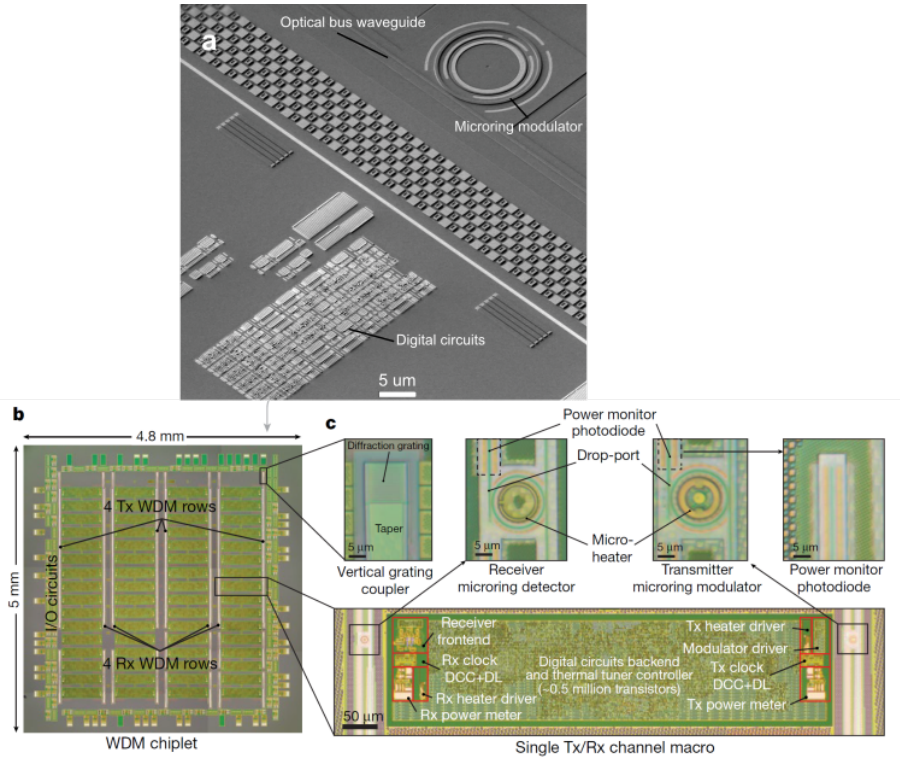 a
Optical bus waveguide
Microring modulator
Digital circuits
5 um
b
4.8 mm
5 mm
4 Tx WDM rows
I/O circuits
4 Rx WDM rows
WDM chiplet
c
Power monitor
photodiode
Diffraction grating
Drop-port
Taper
Micro-
heater
5 μm
5 μm
5 μm
5 μm
Vertical grating
coupler
Receiver
microring detector
Transmitter
microring modulator
Power monitor
photodiode
Receiver
frontend
Rx clock
DCC+DL
Rx heater driver
Rx power meter
Digital circuits backend
and thermal tuner controller
(~0.5 million transistors)
Tx heater driver
Modulator driver
Tx clock
DCC+DL
Tx power meter
50 μm
Single Tx/Rx channel macro